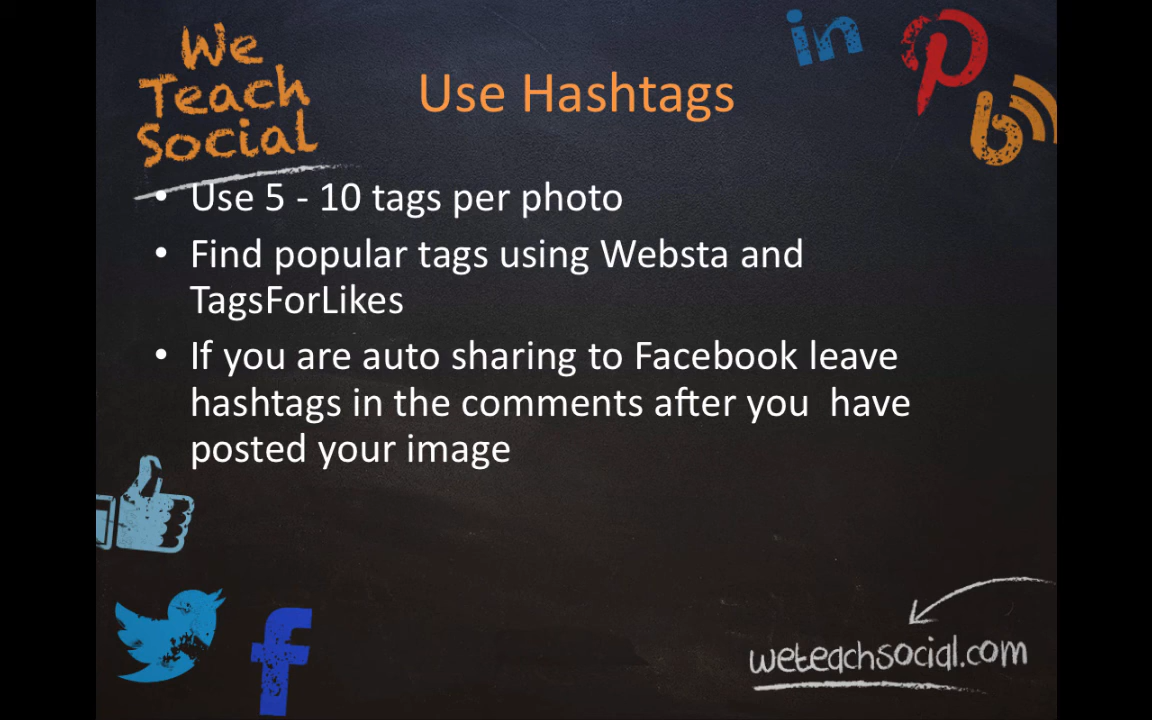 We
Teach
Social
Use Hashtags
in
• Use 5 - 10 tags per photo
• Find popular tags using Websta and
TagsForLikes
• If you are auto sharing to Facebook leave
hashtags in the comments after you  have
posted your image
weteachsocial.com